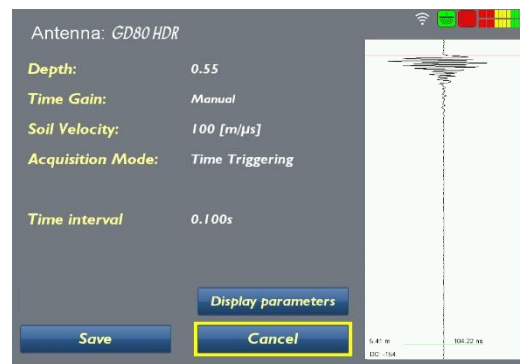 Antenna: GD80 HDR
Depth: 0.55
Time Gain: Manual
Soil Velocity: 100 [m/µs]
Acquisition Mode: Time Triggering
Time interval 0.100s
Display parameters
Save Cancel
5.41 m 104.22 ns
DC: -154